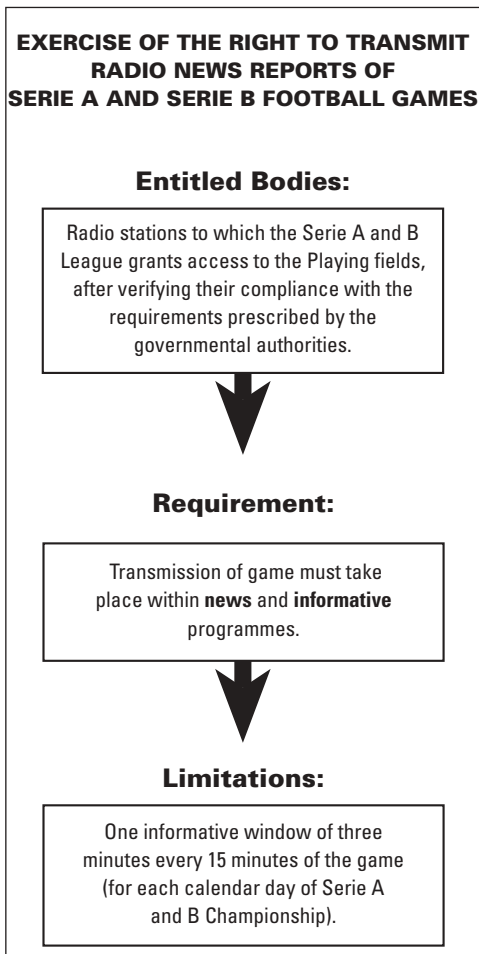 EXERCISE OF THE RIGHT TO TRANSMIT
RADIO NEWS REPORTS OF
SERIE A AND SERIE B FOOTBALL GAMES
Entitled Bodies:
Radio stations to which the Serie A and B
League grants access to the Playing fields,
after verifying their compliance with the
requirements prescribed by the
governmental authorities.
Requirement:
Transmission of game must take
place within news and informative
programmes.
Limitations:
One informative window of three
minutes every 15 minutes of the game
(for each calendar day of Serie A
and B Championship).